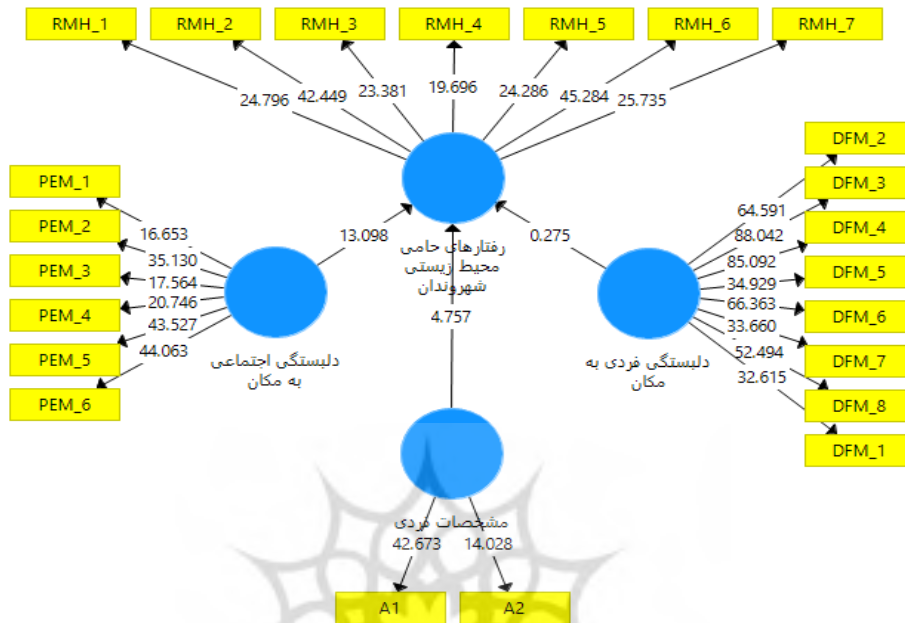 RMH_1 RMH_2 RMH_3 RMH_4 RMH_5 RMH_6 RMH_7
24.796 42.449 23.381 19.696 24.286 45.284 25.735
PEM_1
PEM_2
PEM_3
PEM_4
PEM_5
PEM_6
16.653
35.130
17.564
20.746
43.527
44.063
دلبستگی اجتماعی
به مکان
13.098
رفتارهای حامی
محیط زیستی
شهروندان
4.757
0.275
دلبستگی فردی به
مکان
64.591
88.042
85.092
34.929
66.363
33.660
52.494
32.615
DFM_2
DFM_3
DFM_4
DFM_5
DFM_6
DFM_7
DFM_8
DFM_1
مشخصات فردی
42.673 14.028
A1 A2